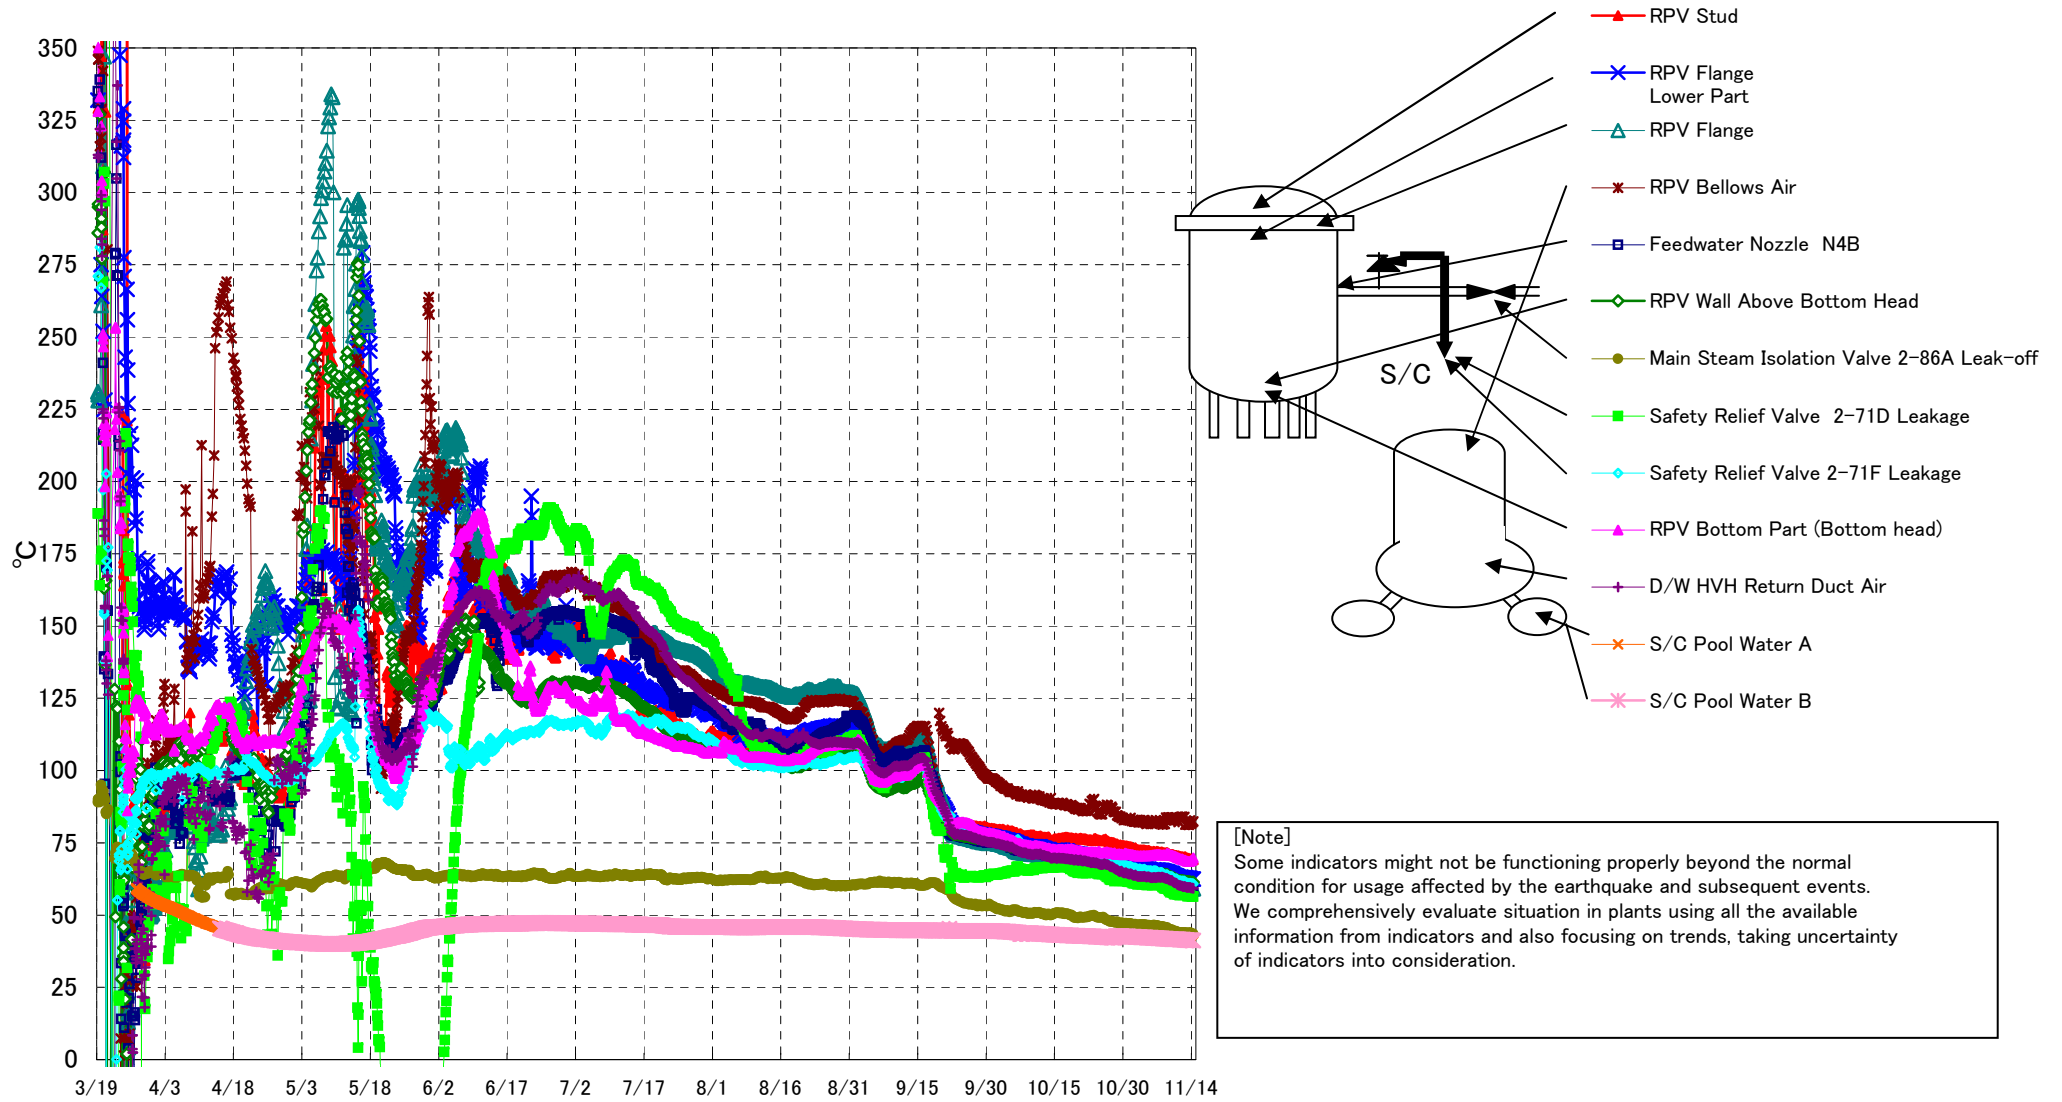 350
325
300
275
250
225
200
175
150
125
100
75
50
25
0
°C
3/19 4/3 4/18 5/3 5/18 6/2 6/17 7/2 7/17 8/1 8/16 8/31 9/15 9/30 10/15 10/30 11/14
RPV Stud
RPV Flange
Lower Part
RPV Flange
RPV Bellows Air
Feedwater Nozzle N4B
RPV Wall Above Bottom Head
Main Steam Isolation Valve 2-86A Leak-off
Safety Relief Valve 2-71D Leakage
Safety Relief Valve 2-71F Leakage
RPV Bottom Part (Bottom head)
D/W HVH Return Duct Air
S/C Pool Water A
S/C Pool Water B
S/C
[Note]
Some indicators might not be functioning properly beyond the normal
condition for usage affected by the earthquake and subsequent events.
We comprehensively evaluate situation in plants using all the available
information from indicators and also focusing on trends, taking uncertainty
of indicators into consideration.